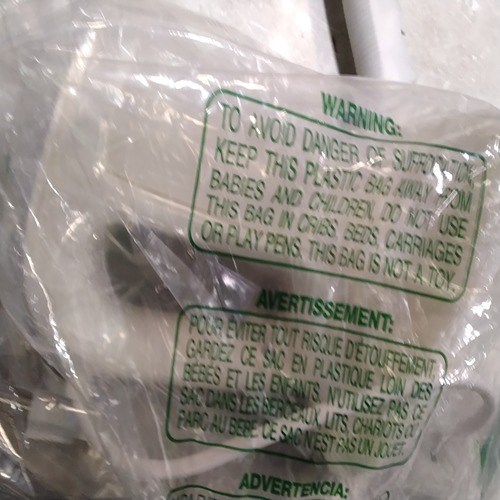 WARNING:
TO AVOID DANGER OF SUFFOCATION
KEEP THIS PLASTIC BAG AWAY FROM
BABIES AND CHILDREN, DO NOT USE
THIS BAG IN CRIBS, BEDS, CARRIAGES
OR PLAY PENS. THIS BAG IS NOT A TOY.
AVERTISSEMENT:
POUR ÉVITER TOUT RISQUE D'ÉTOUFFEMENT,
GARDEZ CE SAC EN PLASTIQUE LOIN DES
BÉBÉS ET LES ENFANTS. N'UTILISEZ PAS CE
SAC DANS LES BERCEAUX, LITS, CHARIOTS OU
PARC AU BÉBÉ. CE SAC N'EST PAS UN JOUET.
ADVERTENCIA: